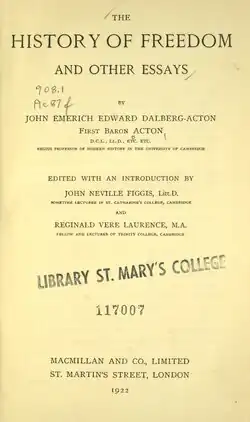 THE
HISTORY OF FREEDOM
AND OTHER ESSAYS
908.1
Ac87f
BY
JOHN EMERICH EDWARD DALBERG-ACTON
FIRST BARON ACTON
D.C.L., LL.D., ETC. ETC.
REGIUS PROFESSOR OF MODERN HISTORY IN THE UNIVERSITY OF CAMBRIDGE
EDITED WITH AN INTRODUCTION BY
JOHN NEVILLE FIGGIS, LITT.D.
SOMETIME LECTURER IN ST. CATHARINE'S COLLEGE, CAMBRIDGE
AND
REGINALD VERE LAURENCE, M.A.
FELLOW AND LECTURER OF TRINITY COLLEGE, CAMBRIDGE
LIBRARY ST. MARY'S COLLEGE
117007
MACMILLAN AND CO., LIMITED
ST. MARTIN'S STREET, LONDON
1922